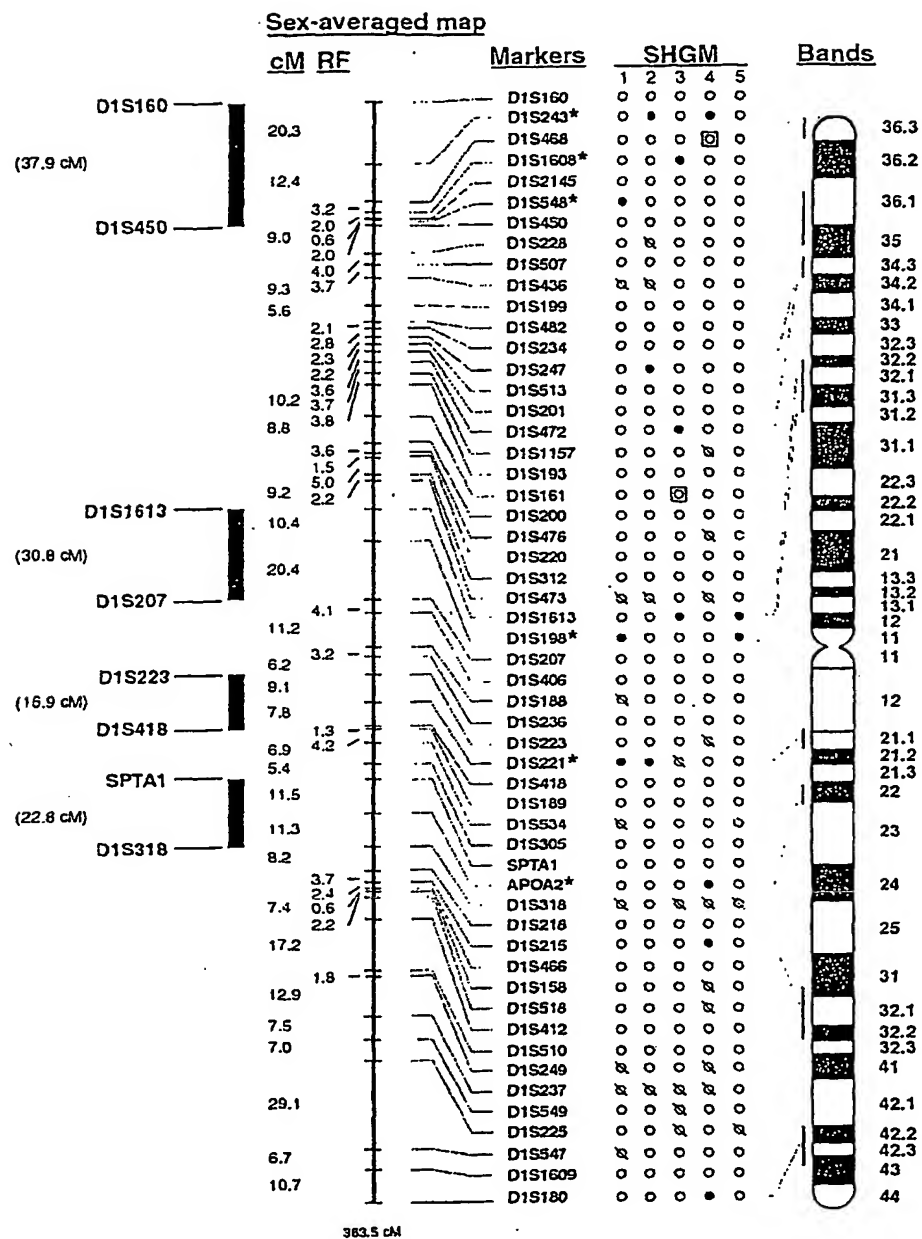 Sex-averaged map
cM RF Markers SHGM Bands
1 2 3 4 5
D1S160
(37.9 cM)
D1S450
D1S1613
(30.8 cM)
D1S207
D1S223
(16.9 cM)
D1S418
SPTA1
(22.8 cM)
D1S318
20.3
12.4
3.2
2.0
9.0
0.6
2.0
4.0
9.3
3.7
5.6
2.1
2.8
2.3
2.2
3.6
10.2
3.7
3.8
8.8
3.6
1.5
5.0
9.2
2.2
10.4
20.4
4.1
11.2
3.2
6.2
9.1
7.8
1.3
6.9
4.2
5.4
11.5
11.3
8.2
3.7
2.4
7.4
0.6
2.2
17.2
1.8
12.9
7.5
7.0
29.1
6.7
10.7
363.5 cM
D1S160
D1S243*
D1S468
D1S1608*
D1S2145
D1S548*
D1S450
D1S228
D1S507
D1S436
D1S199
D1S482
D1S234
D1S247
D1S513
D1S201
D1S472
D1S1157
D1S193
D1S161
D1S200
D1S476
D1S220
D1S312
D1S473
D1S1613
D1S198*
D1S207
D1S406
D1S188
D1S236
D1S223
D1S221*
D1S418
D1S189
D1S534
D1S305
SPTA1
APOA2*
D1S318
D1S218
D1S215
D1S466
D1S158
D1S518
D1S412
D1S510
D1S249
D1S237
D1S549
D1S225
D1S547
D1S1609
D1S180
36.3
36.2
36.1
35
34.3
34.2
34.1
33
32.3
32.2
32.1
31.3
31.2
31.1
22.3
22.2
22.1
21
13.3
13.2
13.1
12
11
11
12
21.1
21.2
21.3
22
23
24
25
31
32.1
32.2
32.3
41
42.1
42.2
42.3
43
44